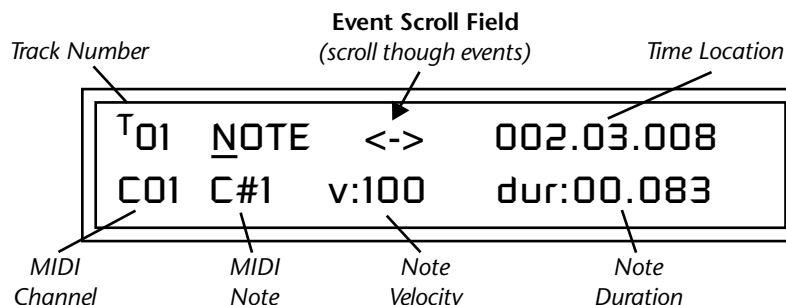 Event Scroll Field
Track Number (scroll though events) Time Location
T01 NOTE <-> 002.03.008
C01 C#1 v:100 dur:00.083
MIDI MIDI Note Note
Channel Note Velocity Duration